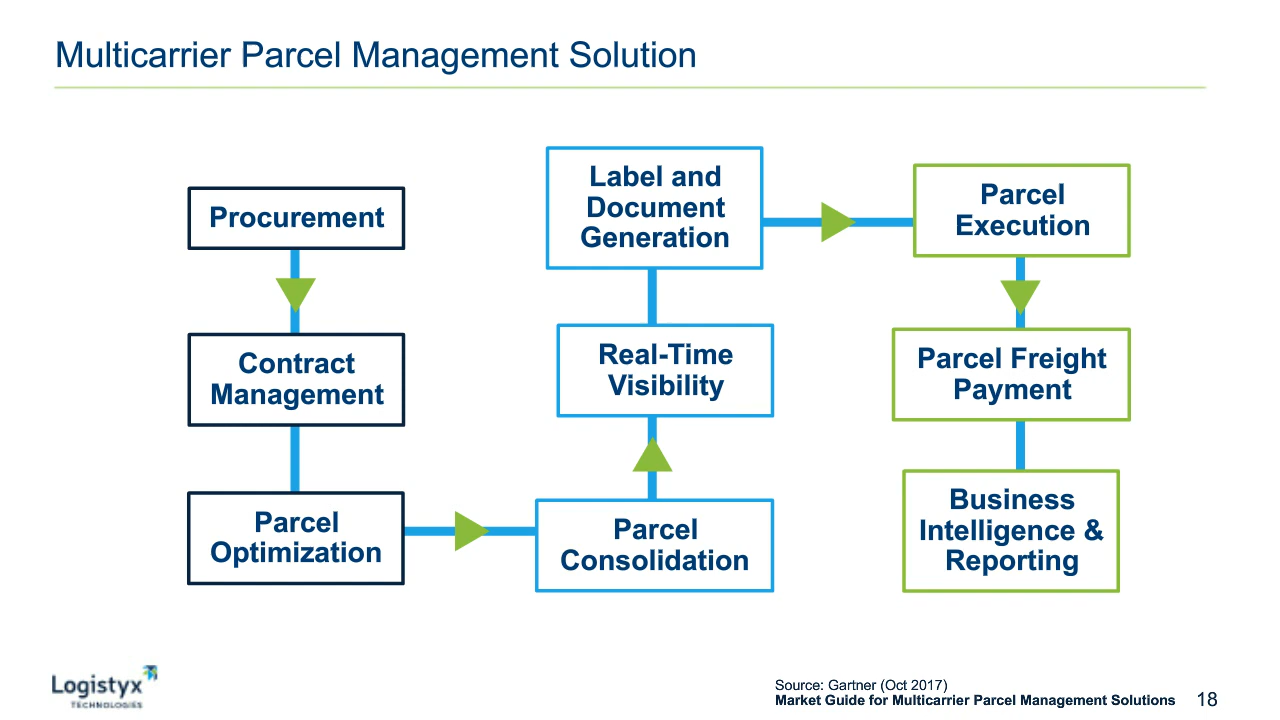 Multicarrier Parcel Management Solution
Procurement
Contract
Management
Parcel
Optimization
Parcel
Consolidation
Real-Time
Visibility
Label and
Document
Generation
Parcel
Execution
Parcel Freight
Payment
Business
Intelligence &
Reporting
Logistyx
TECHNOLOGIES
Source: Gartner (Oct 2017)
Market Guide for Multicarrier Parcel Management Solutions
18